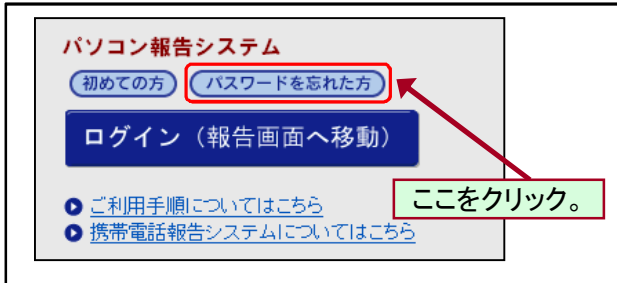 パソコン報告システム
初めての方 パスワードを忘れた方
ログイン（報告画面へ移動）
ここをクリック。
ご利用手順についてはこちら
携帯電話報告システムについてはこちら